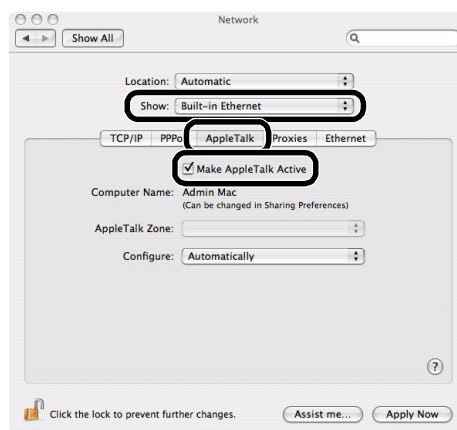 Network
Show All
Location: Automatic
Show: Built-in Ethernet
TCP/IP PPPo AppleTalk Proxies Ethernet
Make AppleTalk Active
Computer Name: Admin Mac
(Can be changed in Sharing Preferences)
AppleTalk Zone:
Configure: Automatically
?
Click the lock to prevent further changes. Assist me... Apply Now